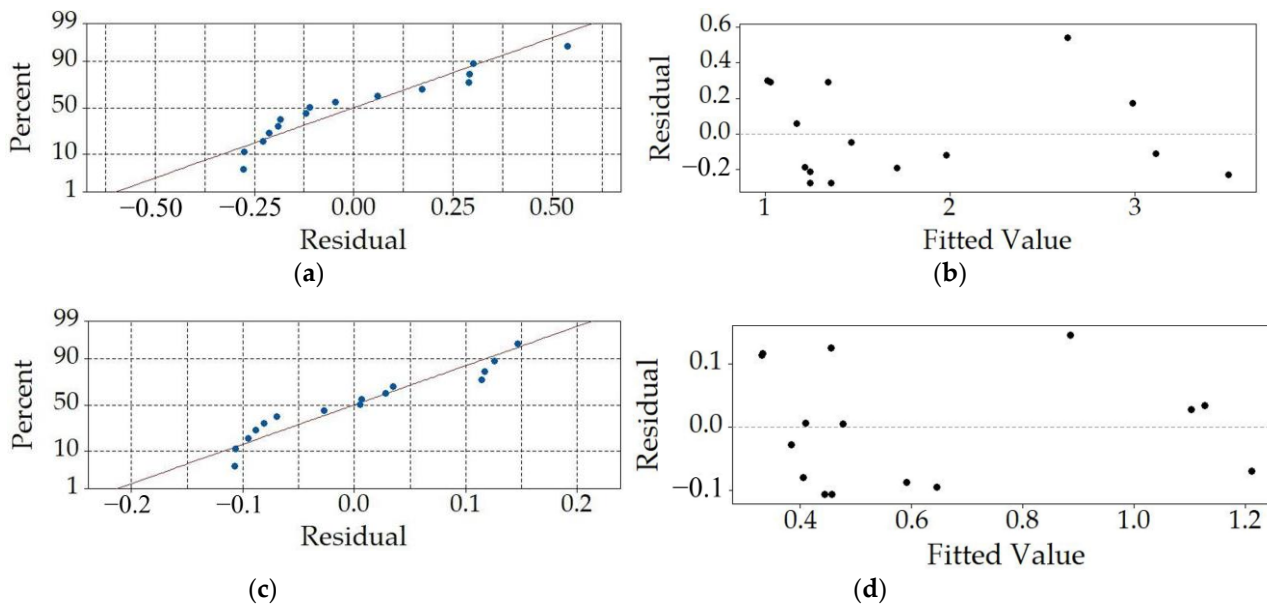 99
90
50
10
1
Percent
−0.50 −0.25 0.00 0.25 0.50
Residual
(a)
0.6
0.4
0.2
0.0
−0.2
Residual
1 2 3
Fitted Value
(b)
99
90
50
10
1
Percent
−0.2 −0.1 0.0 0.1 0.2
Residual
(c)
0.1
0.0
−0.1
Residual
0.4 0.6 0.8 1.0 1.2
Fitted Value
(d)